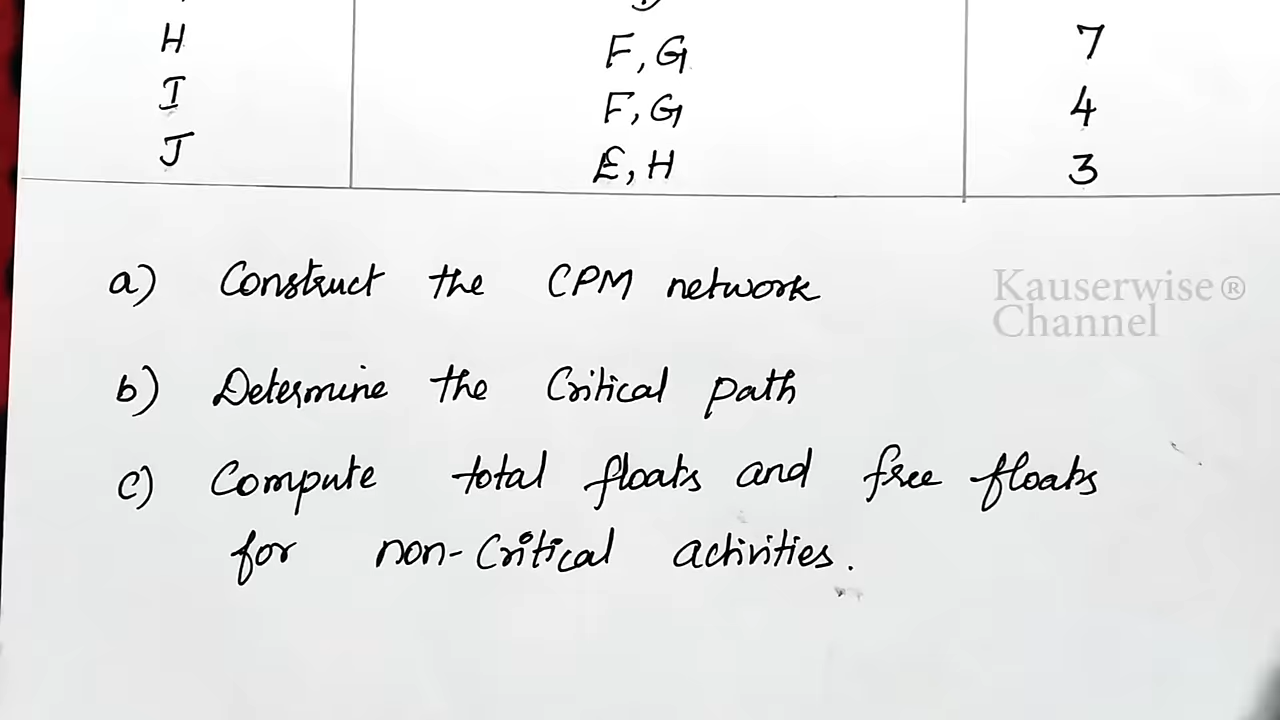 H F, G 7
I F, G 4
J E, H 3
a) Construct the CPM network
Kauserwise®
Channel
b) Determine the Critical path
c) Compute total floats and free floats
for non-Critical activities.